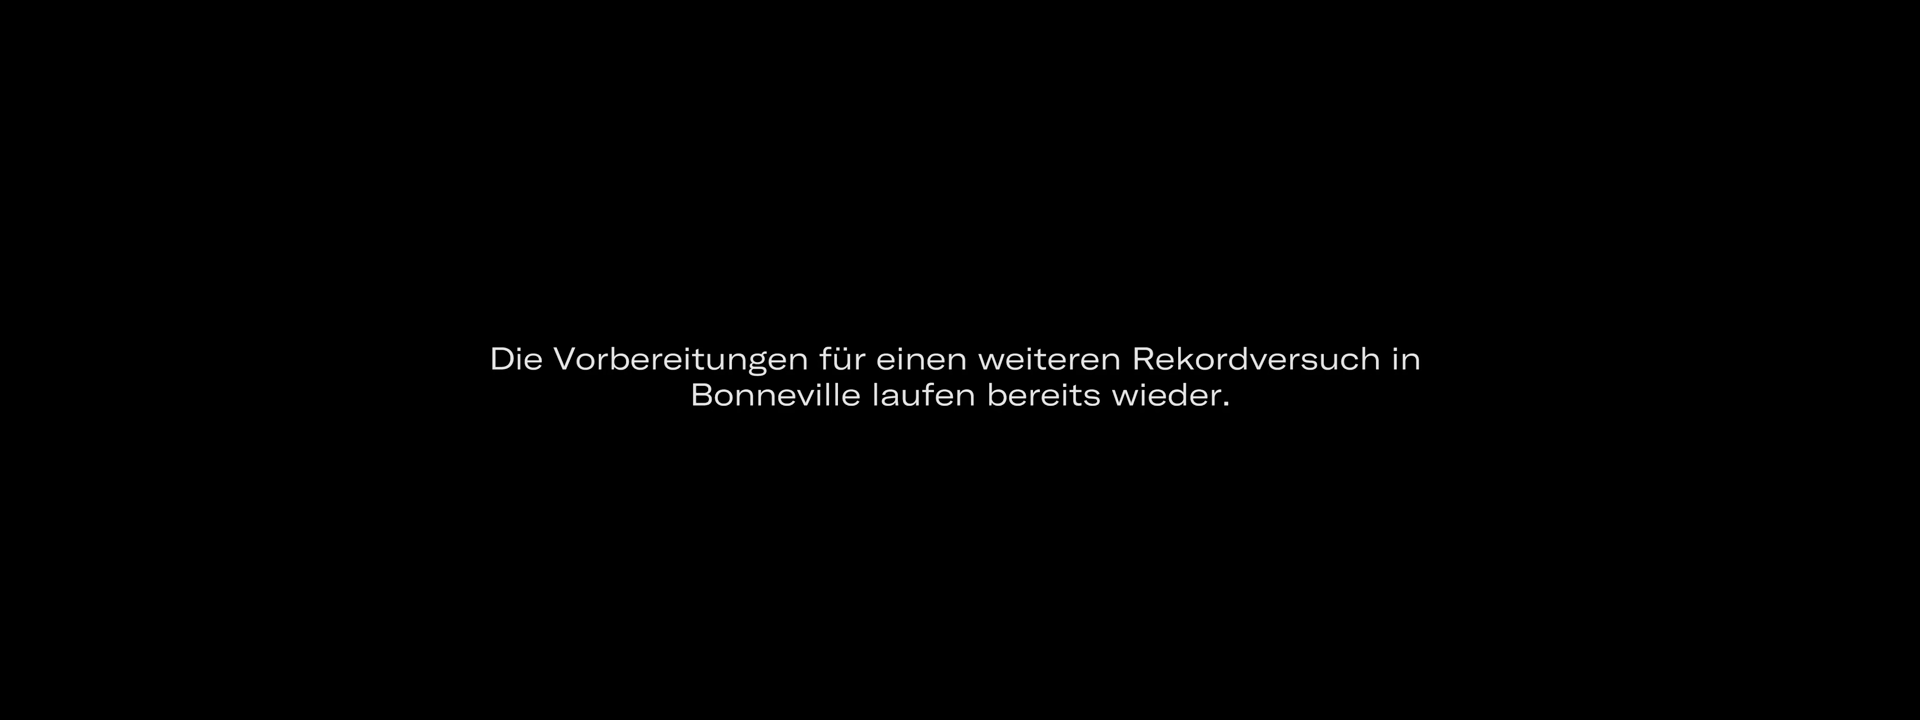 Die Vorbereitungen für einen weiteren Rekordversuch in
Bonneville laufen bereits wieder.